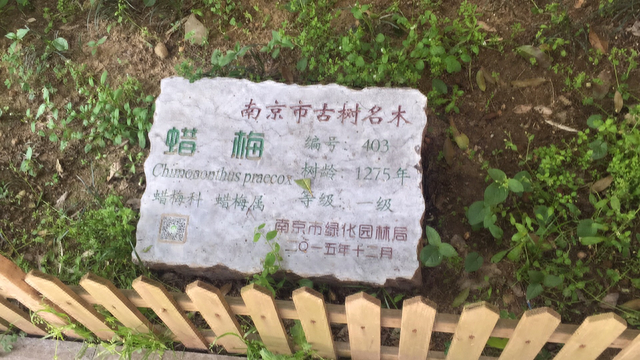 南京市古树名木
蜡 梅 编号: 403
Chimononthus praecox 树龄: 1275年
蜡梅科 蜡梅属 等级: 一级
南京市绿化园林局
二〇一五年十二月